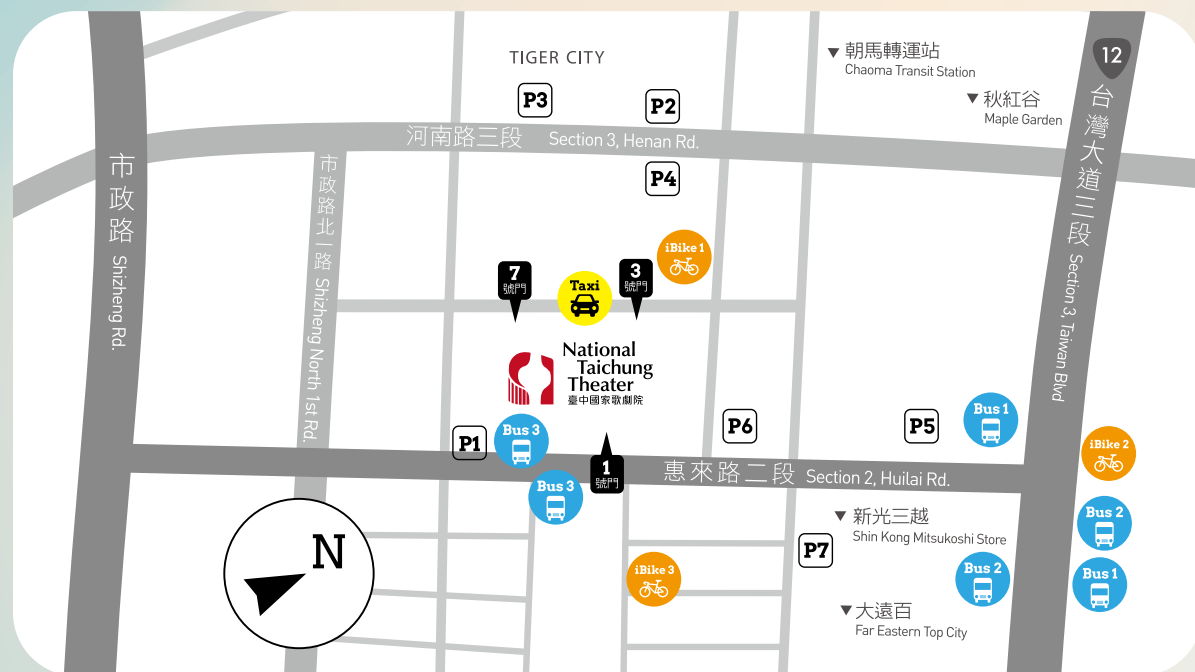 TIGER CITY
朝馬轉運站
Chaoma Transit Station
12
秋紅谷
Maple Garden
P3
P2
河南路三段 Section 3, Henan Rd.
P4
市政路 Shizheng Rd.
市政路北一路 Shizheng North 1st Rd.
台灣大道三段 Section 3, Taiwan Blvd
iBike 1
7
號門
Taxi
3
號門
National
Taichung
Theater
臺中國家歌劇院
P1
Bus 3
P6
P5
Bus 1
iBike 2
1
號門
惠來路二段 Section 2, Huilai Rd.
Bus 3
新光三越
Shin Kong Mitsukoshi Store
Bus 2
N
P7
iBike 3
Bus 2
Bus 1
大遠百
Far Eastern Top City